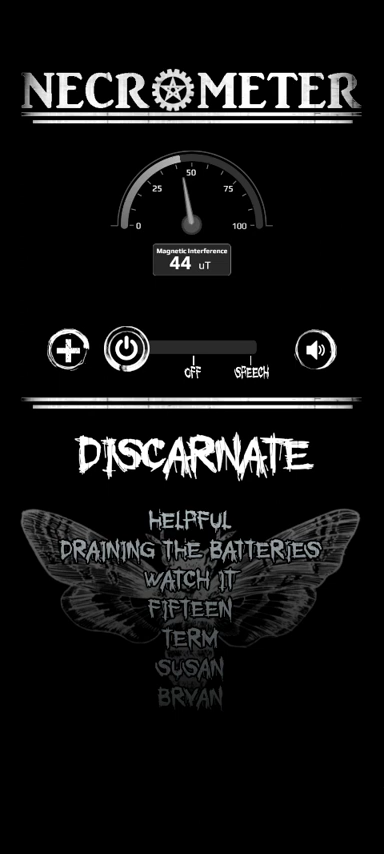 NECROMETER
0
25
50
75
100
Magnetic Interference
44 uT
OFF
SPEECH
DISCARNATE
HELPFUL
DRAINING THE BATTERIES
WATCH IT
FIFTEEN
TERM
SUSAN
BRYAN